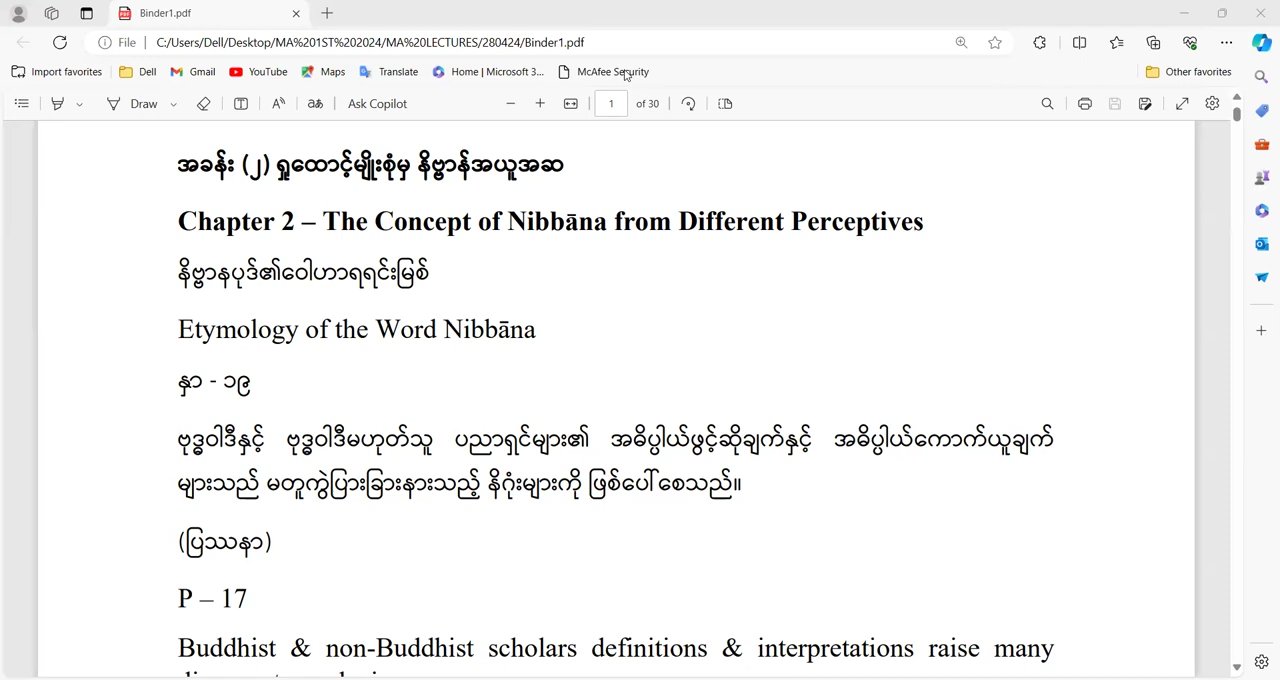 Binder1.pdf
File
C:/Users/Dell/Desktop/MA%201ST%202024/MA%20LECTURES/280424/Binder1.pdf
Import favorites Dell Gmail YouTube Maps Translate Home | Microsoft 3... McAfee Security Other favorites
Draw aあ Ask Copilot 1 of 30
အခန်း (၂) ရှုထောင့်မျိုးစုံမှ နိဗ္ဗာန်အယူအဆ
Chapter 2 – The Concept of Nibbāna from Different Perceptives
နိဗ္ဗာနပုဒ်၏ဝေါဟာရရင်းမြစ်
Etymology of the Word Nibbāna
နှာ - ၁၉
ဗုဒ္ဓဝါဒီနှင့် ဗုဒ္ဓဝါဒီမဟုတ်သူ ပညာရှင်များ၏ အဓိပ္ပါယ်ဖွင့်ဆိုချက်နှင့် အဓိပ္ပါယ်ကောက်ယူချက်
များသည် မတူကွဲပြားခြားနားသည့် နိဂုံးများကို ဖြစ်ပေါ်စေသည်။
(ပြဿနာ)
P – 17
Buddhist & non-Buddhist scholars definitions & interpretations raise many